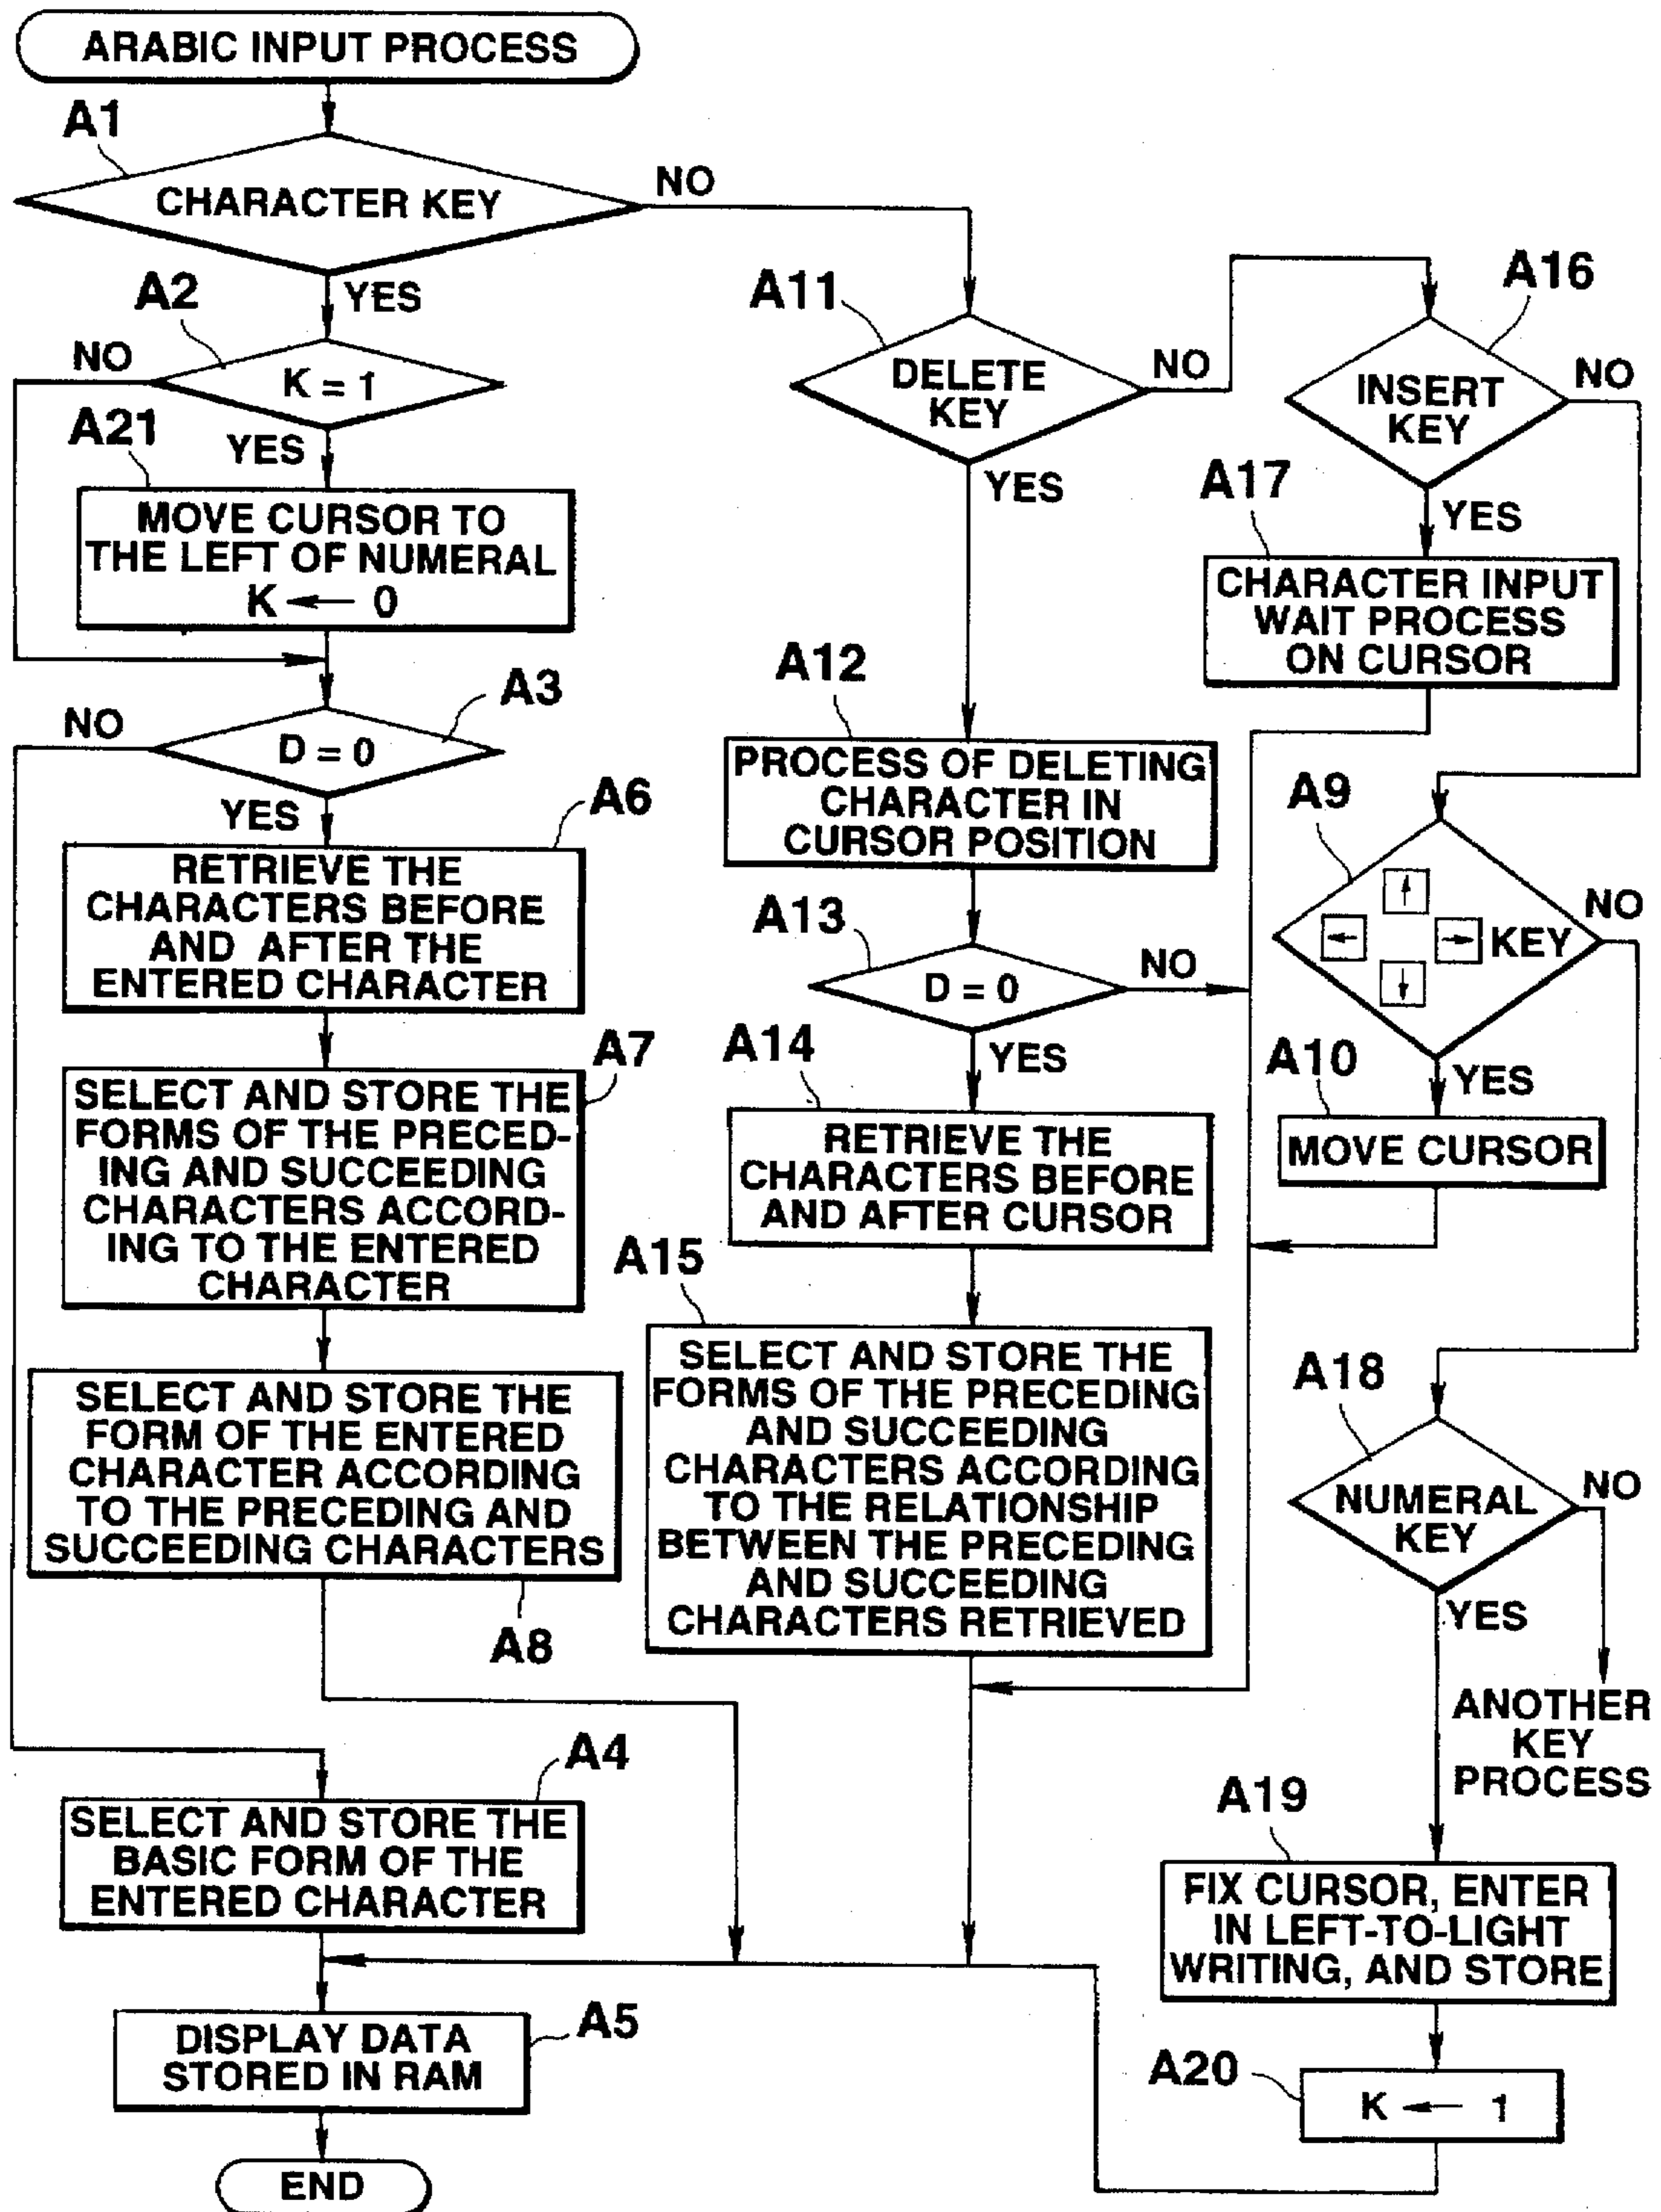 ARABIC INPUT PROCESS
A1
CHARACTER KEY
NO
YES
A2
NO
K = 1
YES
A21
MOVE CURSOR TO
THE LEFT OF NUMERAL
K ← 0
A3
NO
D = 0
YES
A6
RETRIEVE THE
CHARACTERS BEFORE
AND AFTER THE
ENTERED CHARACTER
A7
SELECT AND STORE THE
FORMS OF THE PRECED-
ING AND SUCCEEDING
CHARACTERS ACCORD-
ING TO THE ENTERED
CHARACTER
SELECT AND STORE THE
FORM OF THE ENTERED
CHARACTER ACCORDING
TO THE PRECEDING AND
SUCCEEDING CHARACTERS
A8
A4
SELECT AND STORE THE
BASIC FORM OF THE
ENTERED CHARACTER
A5
DISPLAY DATA
STORED IN RAM
END
A11
DELETE
KEY
NO
YES
A12
PROCESS OF DELETING
CHARACTER IN
CURSOR POSITION
A13
D = 0
NO
YES
A14
RETRIEVE THE
CHARACTERS BEFORE
AND AFTER CURSOR
A15
SELECT AND STORE THE
FORMS OF THE PRECEDING
AND SUCCEEDING
CHARACTERS ACCORDING
TO THE RELATIONSHIP
BETWEEN THE PRECEDING
AND SUCCEEDING
CHARACTERS RETRIEVED
A16
INSERT
KEY
NO
YES
A17
CHARACTER INPUT
WAIT PROCESS
ON CURSOR
A9
↑
← → KEY
↓
NO
YES
A10
MOVE CURSOR
A18
NUMERAL
KEY
NO
YES
ANOTHER
KEY
PROCESS
A19
FIX CURSOR, ENTER
IN LEFT-TO-LIGHT
WRITING, AND STORE
A20
K ← 1